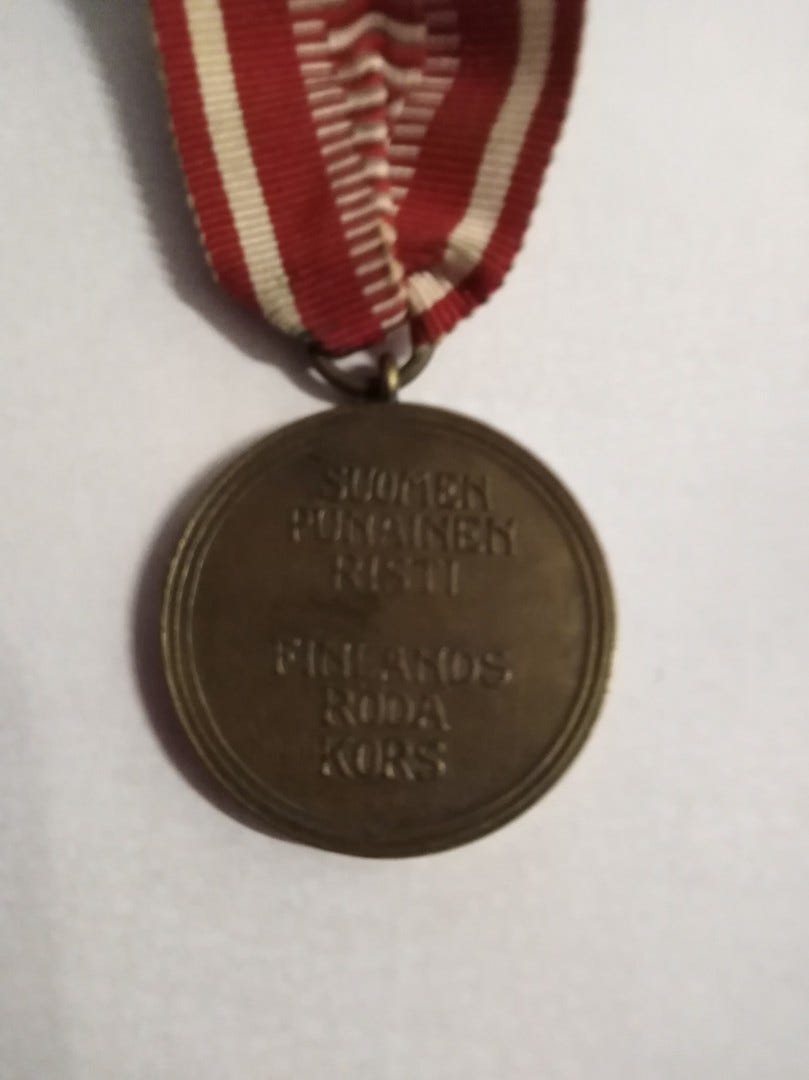 SUOMEN
PUNAINEN
RISTI
FINLANDS
RÖDA
KORS